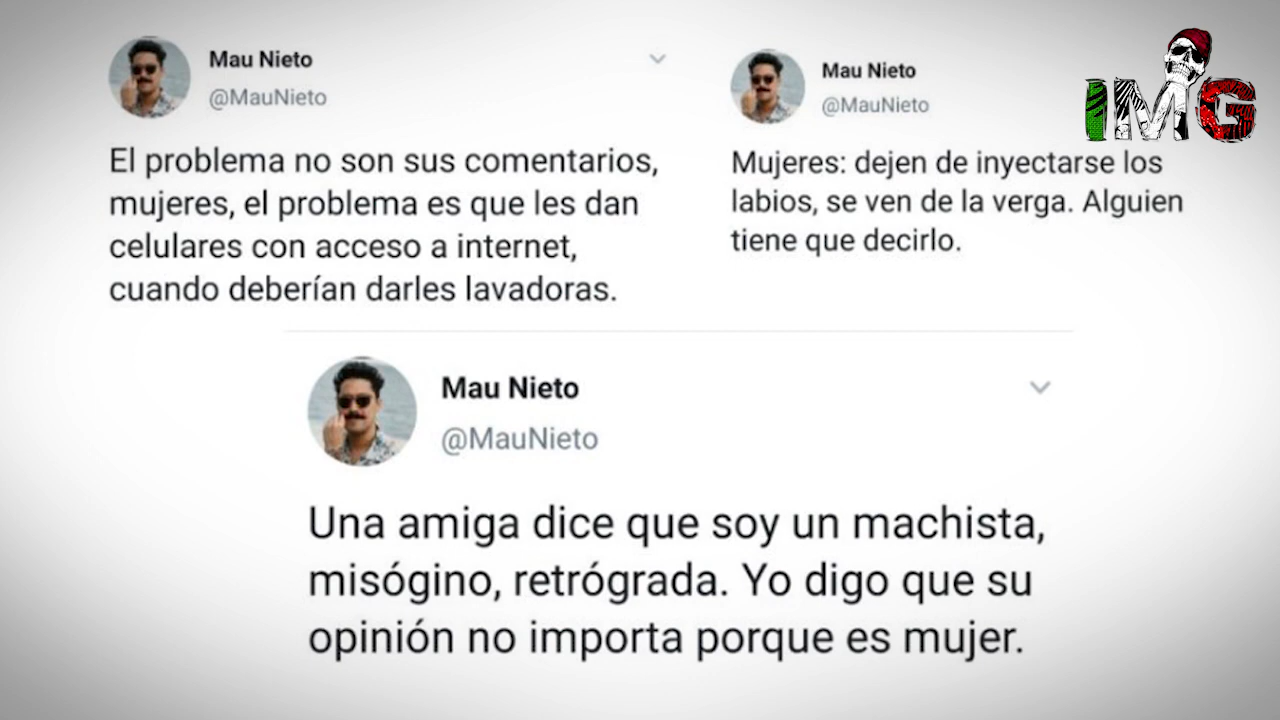 Mau Nieto
@MauNieto
El problema no son sus comentarios,
mujeres, el problema es que les dan
celulares con acceso a internet,
cuando deberían darles lavadoras.
Mau Nieto
@MauNieto
Mujeres: dejen de inyectarse los
labios, se ven de la verga. Alguien
tiene que decirlo.
IMG
Mau Nieto
@MauNieto
Una amiga dice que soy un machista,
misógino, retrógrada. Yo digo que su
opinión no importa porque es mujer.